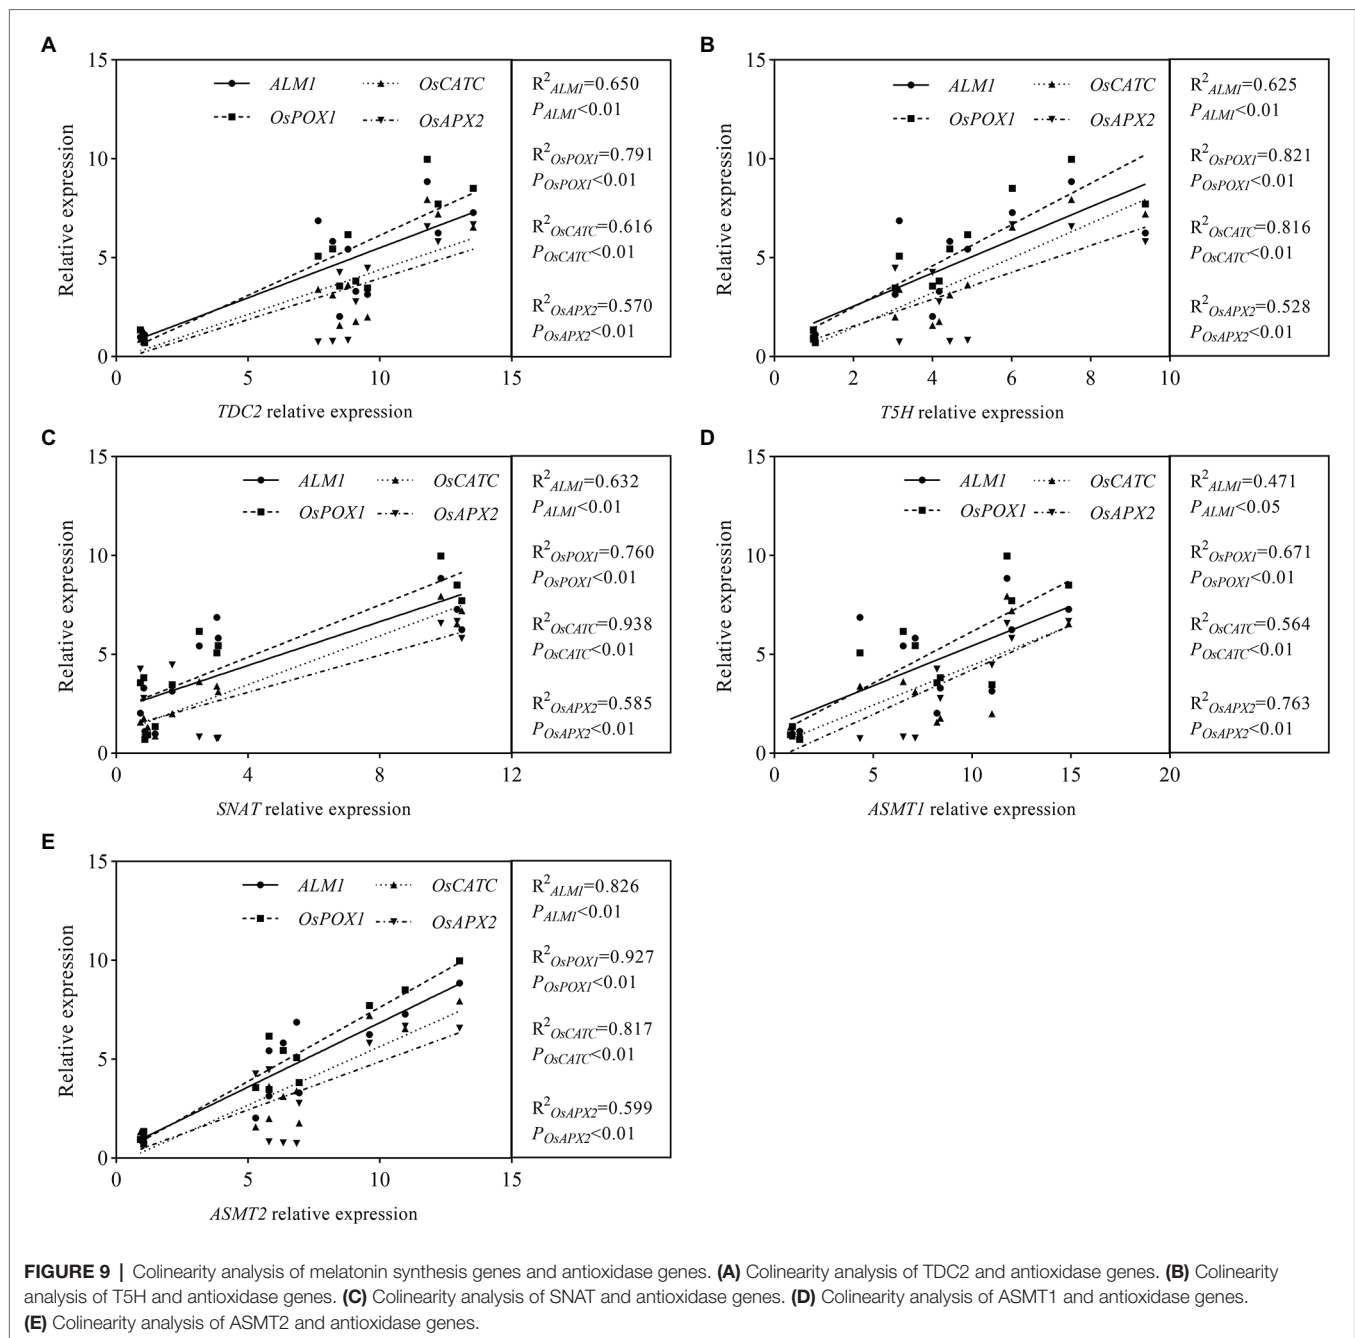 A
15
10
5
0
0
5
10
15
Relative expression
TDC2 relative expression
ALM1
OsPOX1
OsCATC
OsAPX2
R²ALM1=0.650
PALM1<0.01
R²OsPOX1=0.791
POsPOX1<0.01
R²OsCATC=0.616
POsCATC<0.01
R²OsAPX2=0.570
POsAPX2<0.01
B
15
10
5
0
0
2
4
6
8
10
Relative expression
T5H relative expression
ALM1
OsPOX1
OsCATC
OsAPX2
R²ALM1=0.625
PALM1<0.01
R²OsPOX1=0.821
POsPOX1<0.01
R²OsCATC=0.816
POsCATC<0.01
R²OsAPX2=0.528
POsAPX2<0.01
C
15
10
5
0
0
4
8
12
Relative expression
SNAT relative expression
ALM1
OsPOX1
OsCATC
OsAPX2
R²ALM1=0.632
PALM1<0.01
R²OsPOX1=0.760
POsPOX1<0.01
R²OsCATC=0.938
POsCATC<0.01
R²OsAPX2=0.585
POsAPX2<0.01
D
15
10
5
0
0
5
10
15
20
Relative expression
ASMT1 relative expression
ALM1
OsPOX1
OsCATC
OsAPX2
R²ALM1=0.471
PALM1<0.05
R²OsPOX1=0.671
POsPOX1<0.01
R²OsCATC=0.564
POsCATC<0.01
R²OsAPX2=0.763
POsAPX2<0.01
E
15
10
5
0
0
5
10
15
Relative expression
ASMT2 relative expression
ALM1
OsPOX1
OsCATC
OsAPX2
R²ALM1=0.826
PALM1<0.01
R²OsPOX1=0.927
POsPOX1<0.01
R²OsCATC=0.817
POsCATC<0.01
R²OsAPX2=0.599
POsAPX2<0.01
FIGURE 9 | Colinearity analysis of melatonin synthesis genes and antioxidase genes. (A) Colinearity analysis of TDC2 and antioxidase genes. (B) Colinearity
analysis of T5H and antioxidase genes. (C) Colinearity analysis of SNAT and antioxidase genes. (D) Colinearity analysis of ASMT1 and antioxidase genes.
(E) Colinearity analysis of ASMT2 and antioxidase genes.